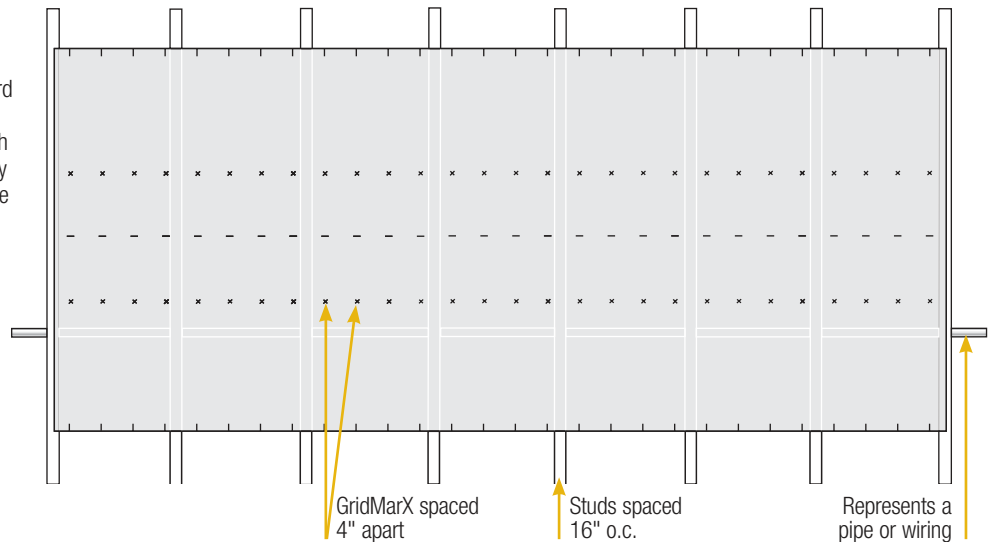 GridMarX spaced
4" apart
Studs spaced
16" o.c.
Represents a
pipe or wiring